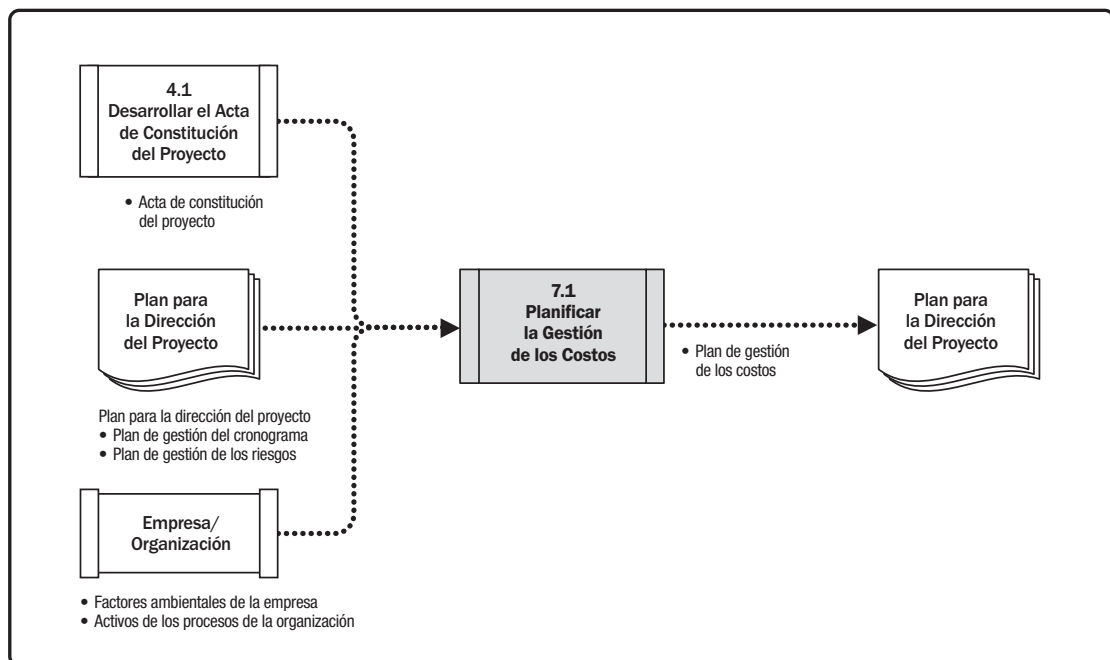 4.1
Desarrollar el Acta
de Constitución
del Proyecto
• Acta de constitución
del proyecto
Plan para
la Dirección
del Proyecto
Plan para la dirección del proyecto
• Plan de gestión del cronograma
• Plan de gestión de los riesgos
Empresa/
Organización
• Factores ambientales de la empresa
• Activos de los procesos de la organización
7.1
Planificar
la Gestión
de los Costos
• Plan de gestión
de los costos
Plan para
la Dirección
del Proyecto